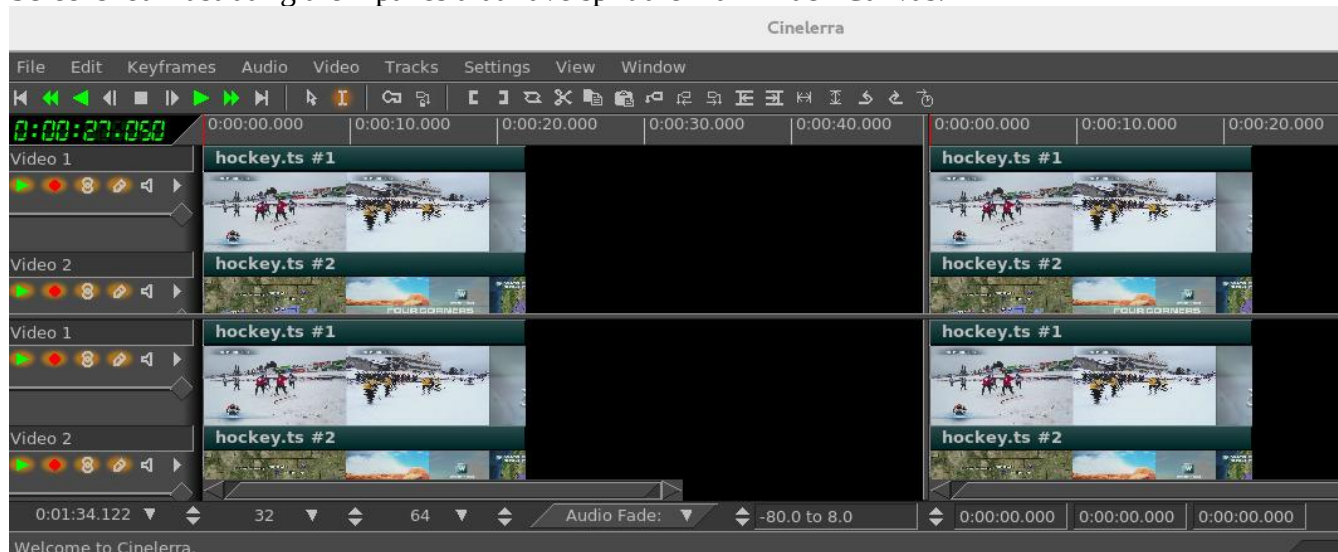 Cinelerra
File Edit Keyframes Audio Video Tracks Settings View Window
0:00:27.050 0:00:00.000 0:00:10.000 0:00:20.000 0:00:30.000 0:00:40.000 0:00:00.000 0:00:10.000 0:00:20.000
Video 1 hockey.ts #1 hockey.ts #1
Video 2 hockey.ts #2 hockey.ts #2
FOUR CORNERS FOUR CORNERS
Video 1 hockey.ts #1 hockey.ts #1
Video 2 hockey.ts #2 hockey.ts #2
0:01:34.122 32 64 Audio Fade: -80.0 to 8.0 0:00:00.000 0:00:00.000 0:00:00.000
Welcome to Cinelerra.